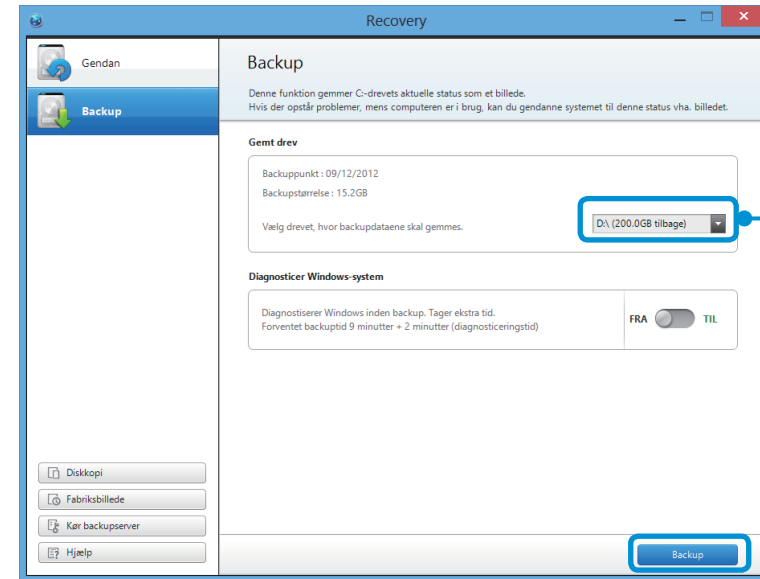 Recovery
Gendan
Backup
Backup
Denne funktion gemmer C:-drevets aktuelle status som et billede.
Hvis der opstår problemer, mens computeren er i brug, kan du gendanne systemet til denne status vha. billedet.
Gemt drev
Backuppunkt : 09/12/2012
Backupstørrelse : 15.2GB
Vælg drevet, hvor backupdataene skal gemmes.
D:\ (200.0GB tilbage)
Diagnosticer Windows-system
Diagnostiserer Windows inden backup. Tager ekstra tid.
Forventet backuptid 9 minutter + 2 minutter (diagnosticeringstid)
FRA
TIL
Diskkopi
Fabriksbillede
Kør backupserver
Hjælp
Backup